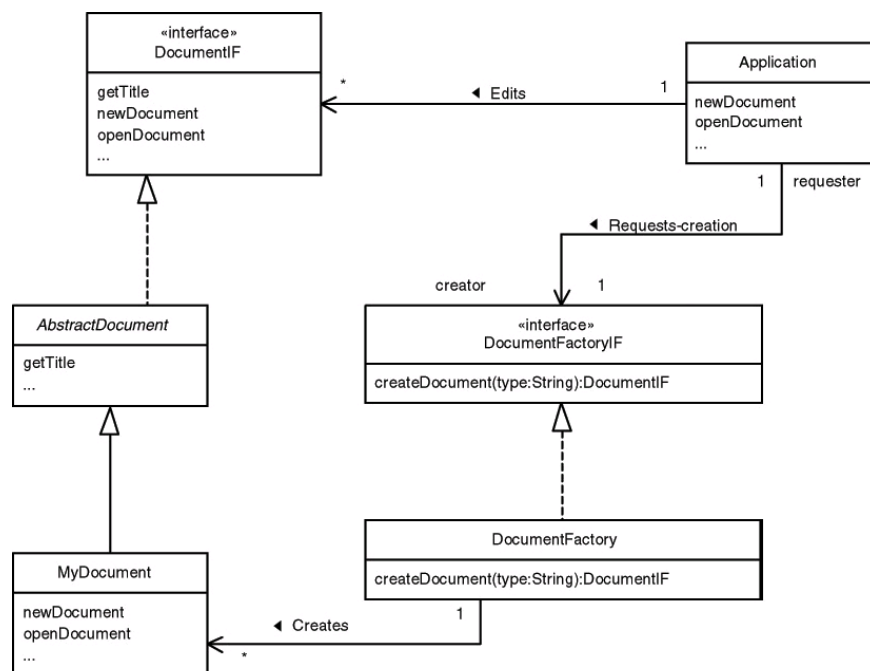 «interface»
DocumentIF
getTitle
newDocument
openDocument
...
Application
newDocument
openDocument
...
* ◄ Edits 1
1 requester
◄ Requests-creation
creator 1
AbstractDocument
getTitle
...
«interface»
DocumentFactoryIF
createDocument(type:String):DocumentIF
DocumentFactory
createDocument(type:String):DocumentIF
MyDocument
newDocument
openDocument
...
1
◄ Creates
*